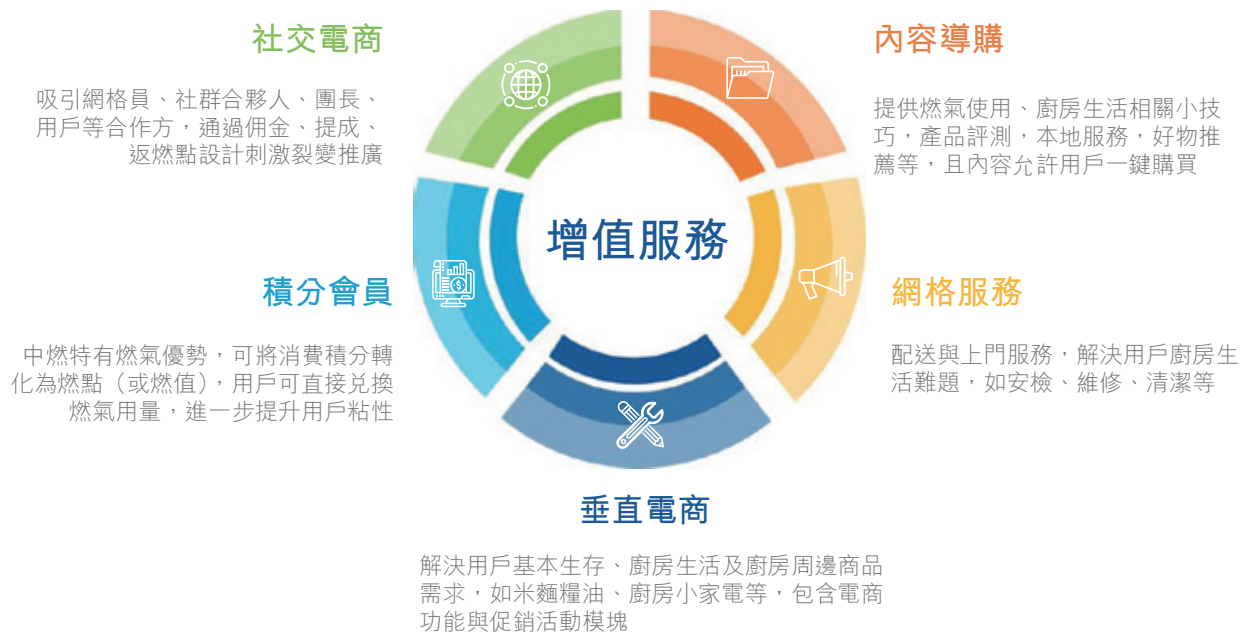 社交電商
吸引網格員、社群合夥人、團長、
用戶等合作方，通過佣金、提成、
返燃點設計刺激裂變推廣
內容導購
提供燃氣使用、廚房生活相關小技
巧，產品評測，本地服務，好物推
薦等，且內容允許用戶一鍵購買
增值服務
積分會員
中燃特有燃氣優勢，可將消費積分轉
化為燃點（或燃值），用戶可直接兑換
燃氣用量，進一步提升用戶粘性
網格服務
配送與上門服務，解決用戶廚房生
活難題，如安檢、維修、清潔等
垂直電商
解決用戶基本生存、廚房生活及廚房周邊商品
需求，如米麵糧油、廚房小家電等，包含電商
功能與促銷活動模塊